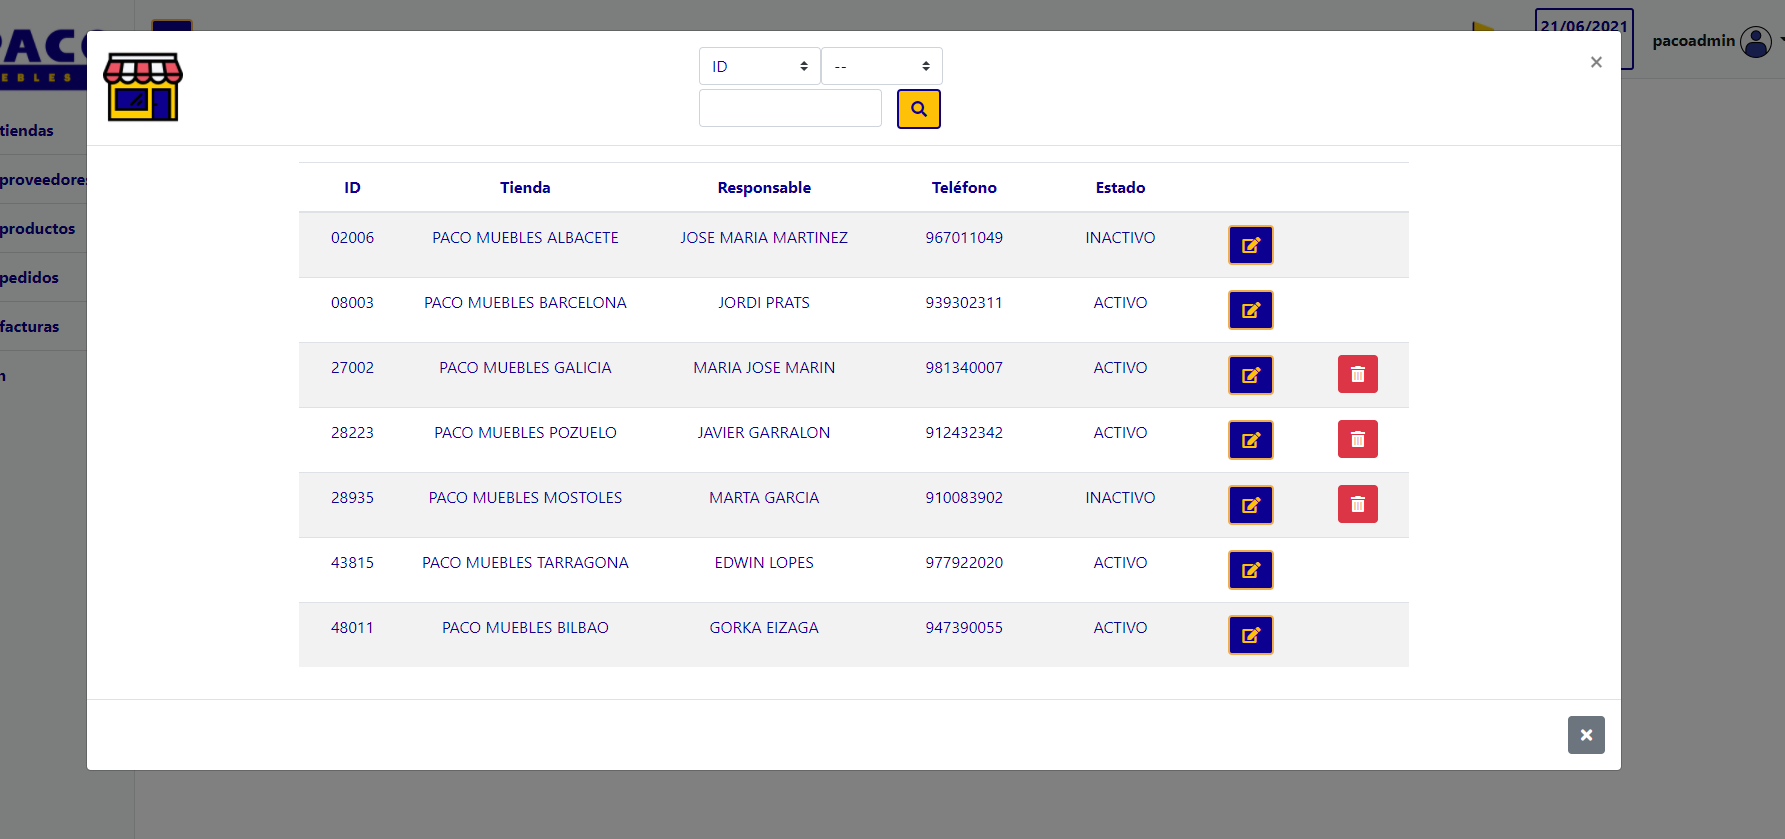 PACO
EBLES
21/06/2021
pacoadmin
tiendas
proveedores
productos
pedidos
facturas
n
ID
--
×
ID Tienda Responsable Teléfono Estado
02006 PACO MUEBLES ALBACETE JOSE MARIA MARTINEZ 967011049 INACTIVO
08003 PACO MUEBLES BARCELONA JORDI PRATS 939302311 ACTIVO
27002 PACO MUEBLES GALICIA MARIA JOSE MARIN 981340007 ACTIVO
28223 PACO MUEBLES POZUELO JAVIER GARRALON 912432342 ACTIVO
28935 PACO MUEBLES MOSTOLES MARTA GARCIA 910083902 INACTIVO
43815 PACO MUEBLES TARRAGONA EDWIN LOPES 977922020 ACTIVO
48011 PACO MUEBLES BILBAO GORKA EIZAGA 947390055 ACTIVO